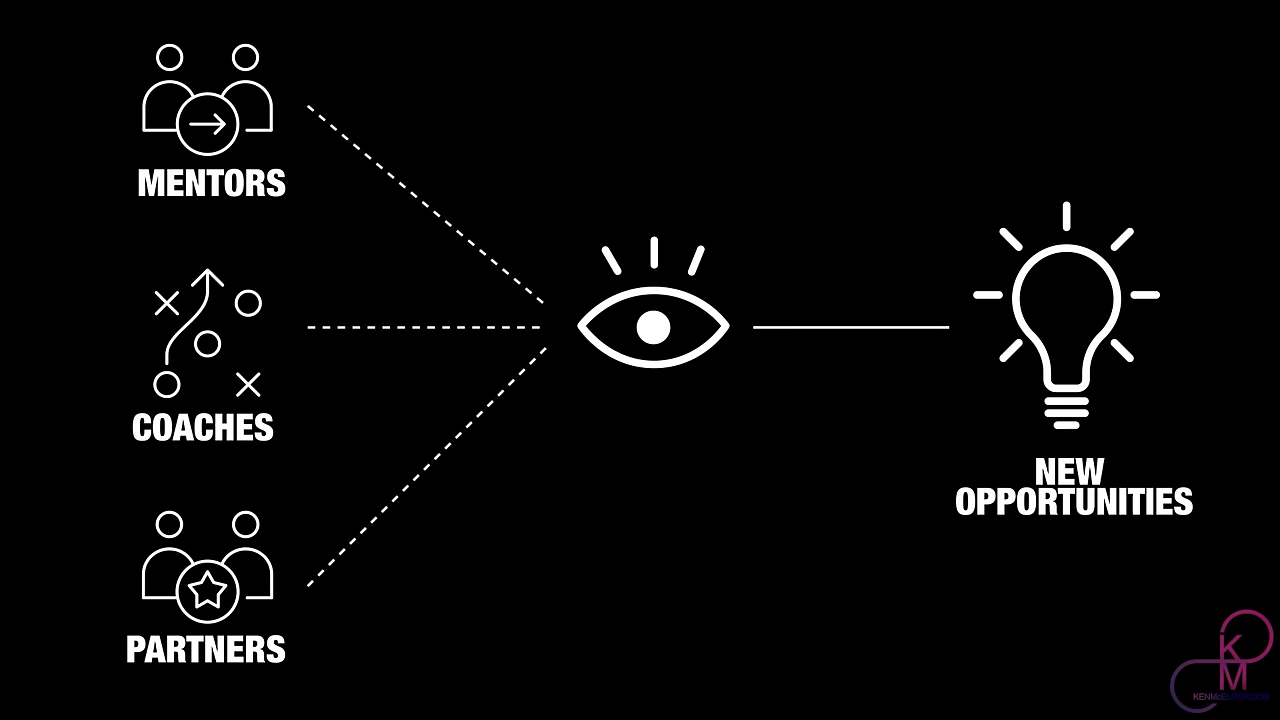 MENTORS
COACHES
PARTNERS
NEW
OPPORTUNITIES
K
M